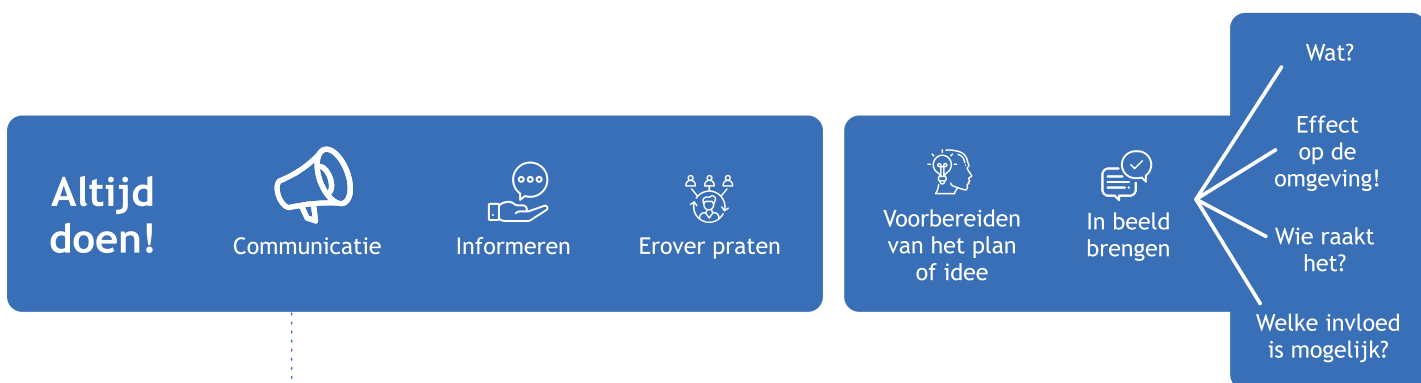 Altijd
doen!
Communicatie
Informeren
Erover praten
Voorbereiden
van het plan
of idee
In beeld
brengen
Wat?
Effect
op de
omgeving!
Wie raakt
het?
Welke invloed
is mogelijk?